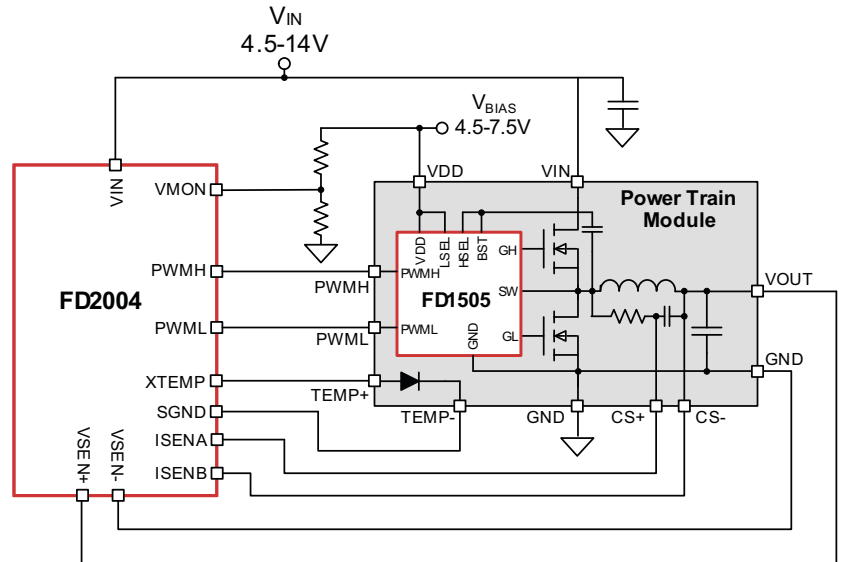 VIN
4.5-14V
VBIAS
4.5-7.5V
VIN
VMON
VDD
VIN
Power Train
Module
VDD
LSEL
HSEL
BST
GH
PWMH
PWMH
PWMH
FD2004
FD1505
SW
VOUT
PWML
PWML
PWML
GND
GL
GND
XTEMP
TEMP+
SGND
TEMP-
GND
CS+
CS-
ISENA
ISENB
VSEN+
VSEN-